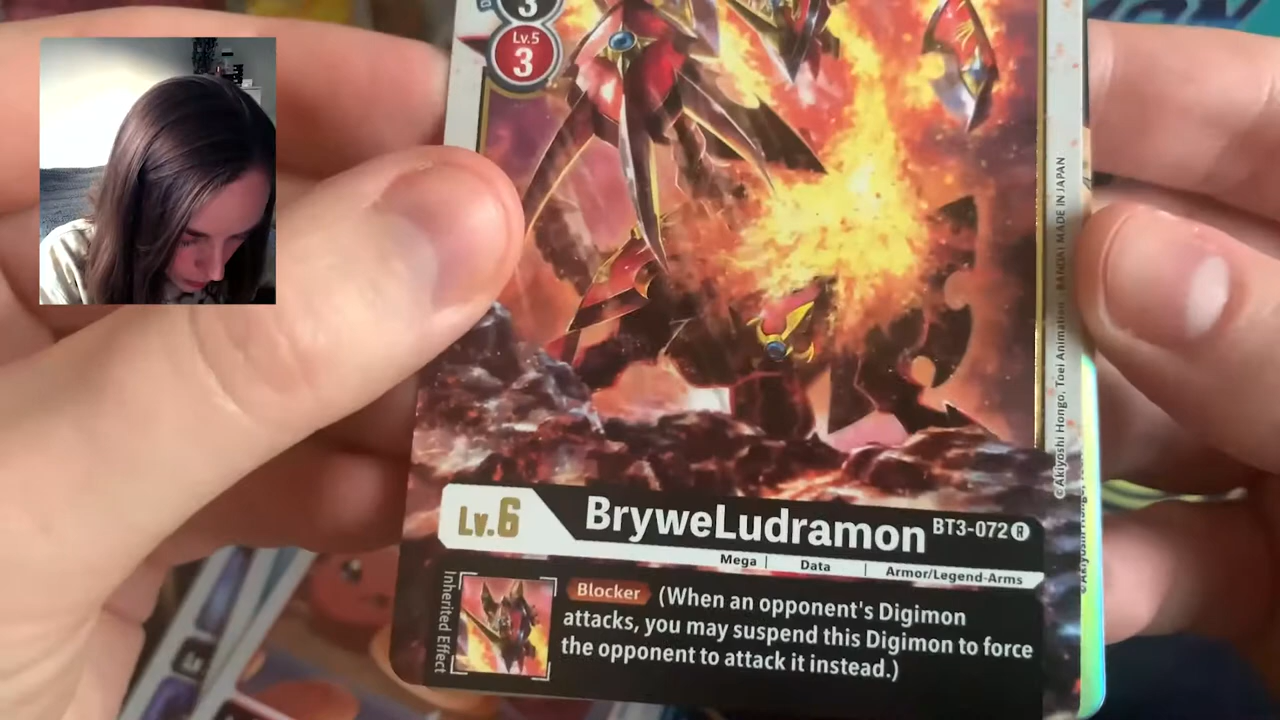 3
Lv.5
3
©Akiyoshi Hongo, Toei Animation BANDAI MADE IN JAPAN
Lv.6
BryweLudramon
BT3-072 R
Mega | Data | Armor/Legend-Arms
Inherited Effect
Blocker (When an opponent's Digimon
attacks, you may suspend this Digimon to force
the opponent to attack it instead.)